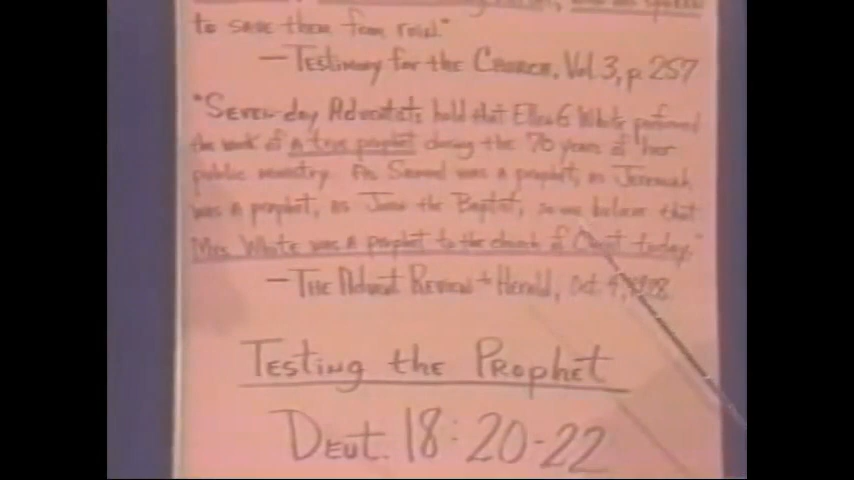 to save them from ruin."
— Testimony for the Church, Vol. 3, p. 257
"Seven-day Adventists hold that Ellen G White performed
the work of a true prophet during the 70 years of her
public ministry. As Samuel was a prophet, as Jeremiah
was a prophet, as John the Baptist, so we believe that
Mrs. White was a prophet to the church of Christ today."
— The Advent Review + Herald, Oct 4, 1928
Testing the Prophet
Deut. 18:20-22